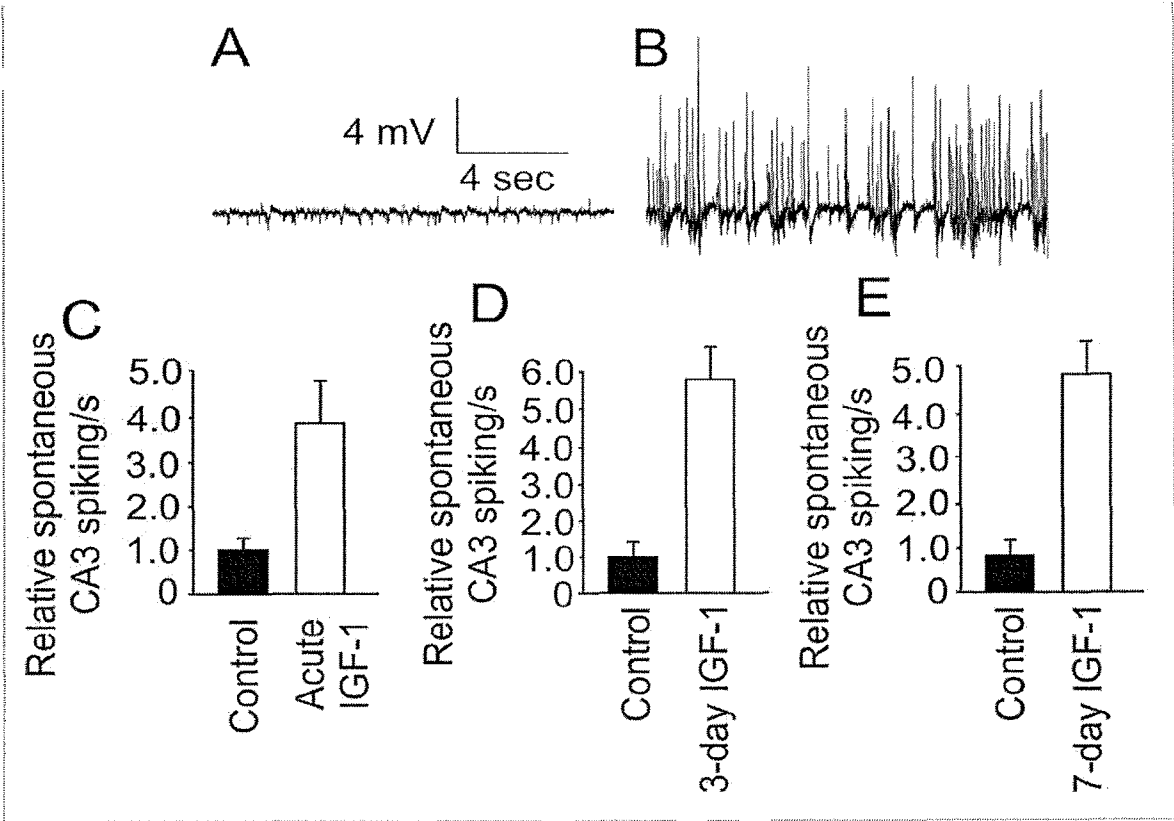 A
B
4 mV
4 sec
C
Relative spontaneous
CA3 spiking/s
5.0
4.0
3.0
2.0
1.0
0
Control
Acute
IGF-1
D
Relative spontaneous
CA3 spiking/s
6.0
5.0
4.0
3.0
2.0
1.0
0
Control
3-day IGF-1
E
Relative spontaneous
CA3 spiking/s
5.0
4.0
3.0
2.0
1.0
0
Control
7-day IGF-1